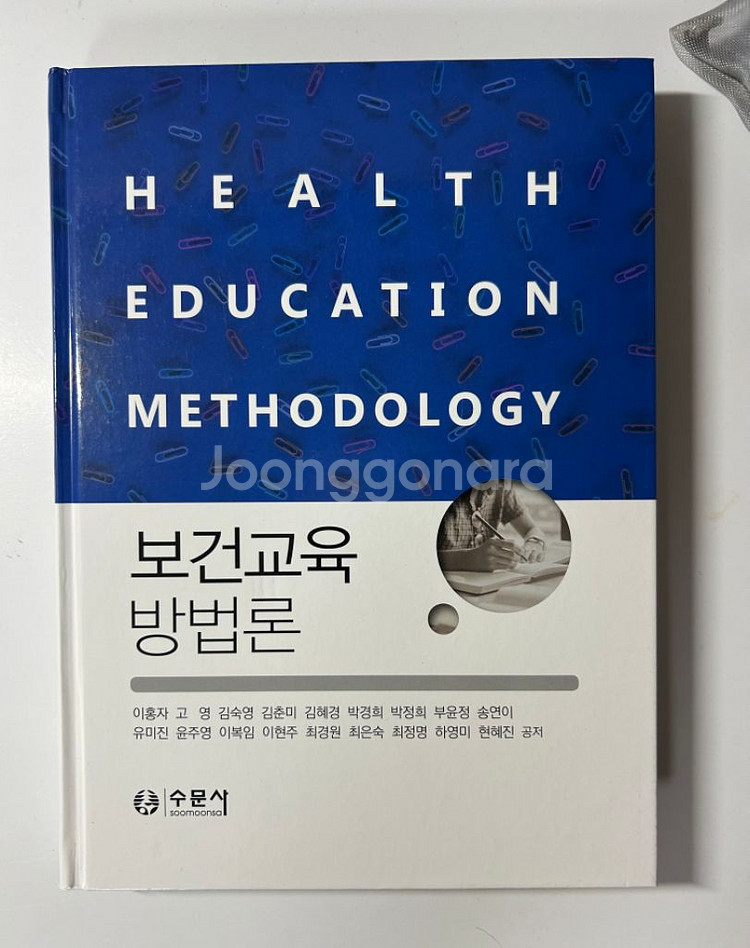 HEALTH
EDUCATION
METHODOLOGY
Joonggonara
보건교육
방법론
이홍자 고 영 김숙영 김춘미 김혜경 박경희 박정희 부윤정 송연이
유미진 윤주영 이복임 이현주 최경원 최은숙 최정명 하영미 현혜진 공저
수문사
soomoonsa